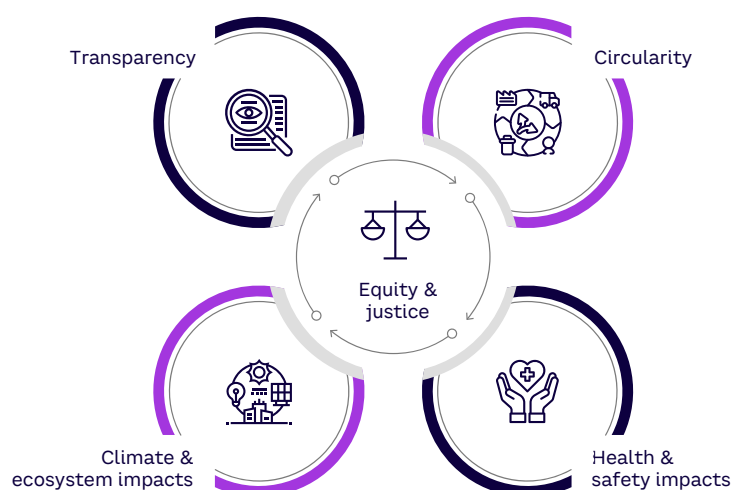 Transparency
Circularity
Equity &
justice
Climate &
ecosystem impacts
Health &
safety impacts